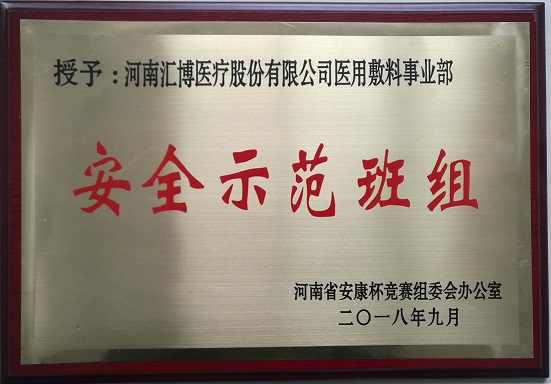 授予：河南汇博医疗股份有限公司医用敷料事业部
安全示范班组
河南省安康杯竞赛组委会办公室
二〇一八年九月